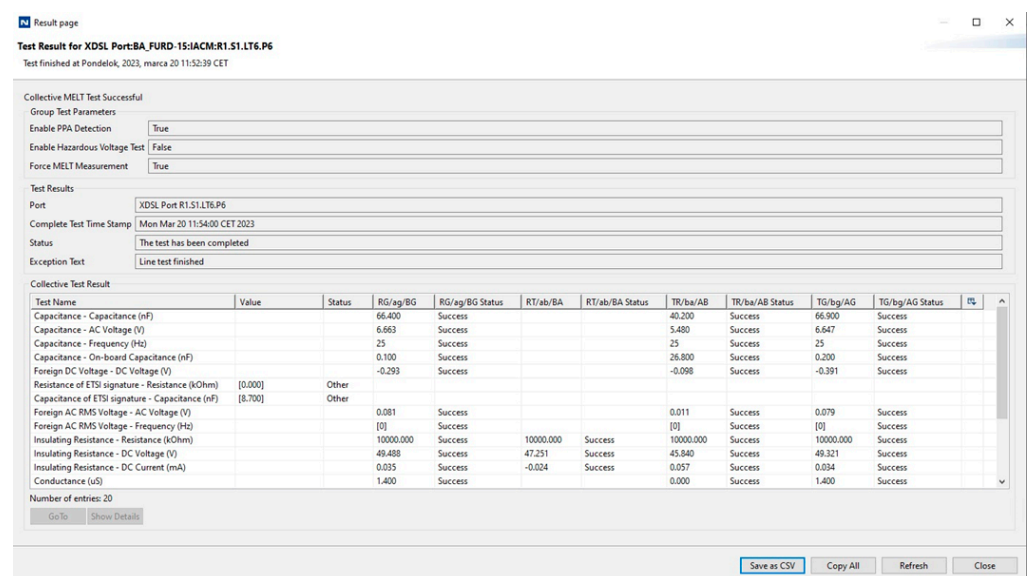 N Result page
Test Result for XDSL Port:BA_FURD-15:IACM:R1.S1.LT6.P6
Test finished at Pondelok, 2023, marca 20 11:52:39 CET
Collective MELT Test Successful
Group Test Parameters
Enable PPA Detection True
Enable Hazardous Voltage Test False
Force MELT Measurement True
Test Results
Port XDSL Port R1.S1.LT6.P6
Complete Test Time Stamp Mon Mar 20 11:54:00 CET 2023
Status The test has been completed
Exception Text Line test finished
Collective Test Result
Test Name Value Status RG/ag/BG RG/ag/BG Status RT/ab/BA RT/ab/BA Status TR/ba/AB TR/ba/AB Status TG/bg/AG TG/bg/AG Status
Capacitance - Capacitance (nF) 66.400 Success 40.200 Success 66.900 Success
Capacitance - AC Voltage (V) 6.663 Success 5.480 Success 6.647 Success
Capacitance - Frequency (Hz) 25 Success 25 Success 25 Success
Capacitance - On-board Capacitance (nF) 0.100 Success 26.800 Success 0.200 Success
Foreign DC Voltage - DC Voltage (V) -0.293 Success -0.098 Success -0.391 Success
Resistance of ETSI signature - Resistance (kOhm) [0.000] Other
Capacitance of ETSI signature - Capacitance (nF) [8.700] Other
Foreign AC RMS Voltage - AC Voltage (V) 0.081 Success 0.011 Success 0.079 Success
Foreign AC RMS Voltage - Frequency (Hz) [0] Success [0] Success [0] Success
Insulating Resistance - Resistance (kOhm) 10000.000 Success 10000.000 Success 10000.000 Success 10000.000 Success
Insulating Resistance - DC Voltage (V) 49.488 Success 47.251 Success 45.840 Success 49.321 Success
Insulating Resistance - DC Current (mA) 0.035 Success -0.024 Success 0.057 Success 0.034 Success
Conductance (uS) 1.400 Success 0.000 Success 1.400 Success
Number of entries: 20
GoTo Show Details
Save as CSV Copy All Refresh Close